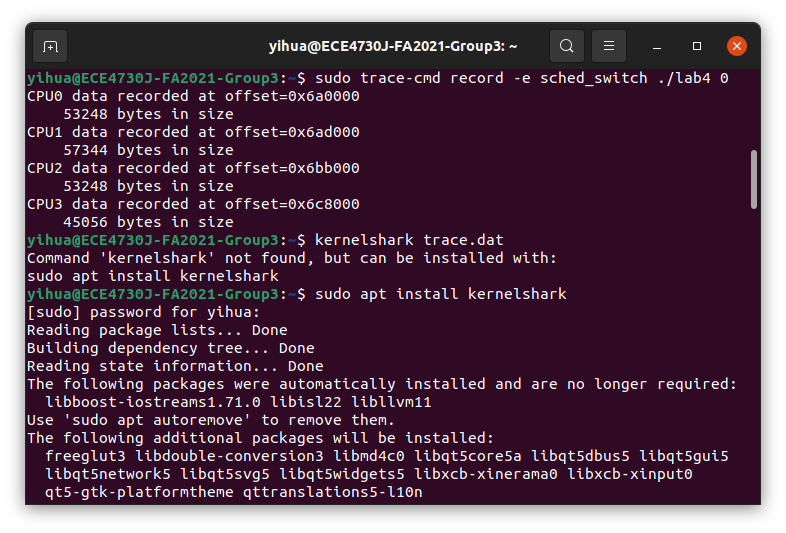 yihua@ECE4730J-FA2021-Group3: ~
yihua@ECE4730J-FA2021-Group3:~$ sudo trace-cmd record -e sched_switch ./lab4 0
CPU0 data recorded at offset=0x6a0000
    53248 bytes in size
CPU1 data recorded at offset=0x6ad000
    57344 bytes in size
CPU2 data recorded at offset=0x6bb000
    53248 bytes in size
CPU3 data recorded at offset=0x6c8000
    45056 bytes in size
yihua@ECE4730J-FA2021-Group3:~$ kernelshark trace.dat
Command 'kernelshark' not found, but can be installed with:
sudo apt install kernelshark
yihua@ECE4730J-FA2021-Group3:~$ sudo apt install kernelshark
[sudo] password for yihua:
Reading package lists... Done
Building dependency tree... Done
Reading state information... Done
The following packages were automatically installed and are no longer required:
  libboost-iostreams1.71.0 libisl22 libllvm11
Use 'sudo apt autoremove' to remove them.
The following additional packages will be installed:
  freeglut3 libdouble-conversion3 libmd4c0 libqt5core5a libqt5dbus5 libqt5gui5
  libqt5network5 libqt5svg5 libqt5widgets5 libxcb-xinerama0 libxcb-xinput0
  qt5-gtk-platformtheme qttranslations5-l10n